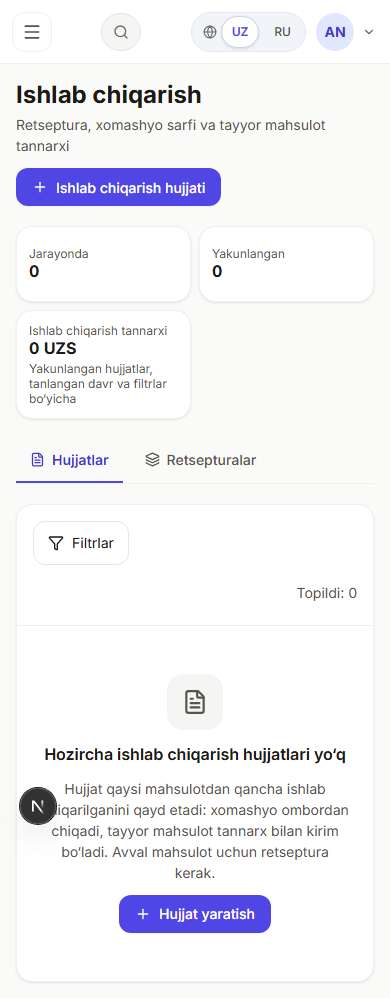 UZ RU AN
Ishlab chiqarish
Retseptura, xomashyo sarfi va tayyor mahsulot
tannarxi
+ Ishlab chiqarish hujjati
Jarayonda
0
Yakunlangan
0
Ishlab chiqarish tannarxi
0 UZS
Yakunlangan hujjatlar,
tanlangan davr va filtrlar
bo‘yicha
Hujjatlar Retsepturalar
Filtrlar
Topildi: 0
Hozircha ishlab chiqarish hujjatlari yo‘q
Hujjat qaysi mahsulotdan qancha ishlab
N iqarilganini qayd etadi: xomashyo ombordan
chiqadi, tayyor mahsulot tannarx bilan kirim
bo‘ladi. Avval mahsulot uchun retseptura
kerak.
+ Hujjat yaratish